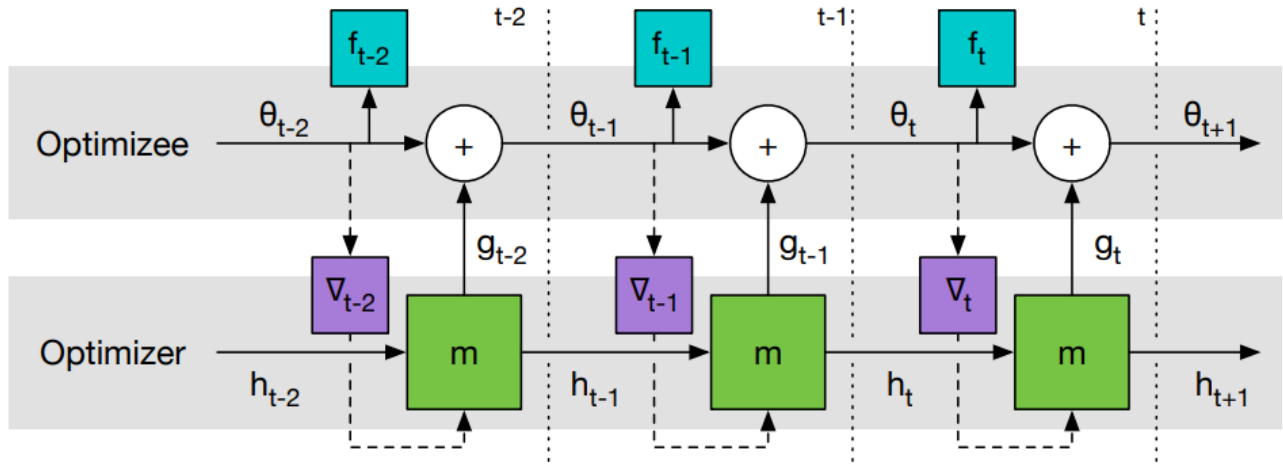 t-2 t-1 t
f_{t-2} f_{t-1} f_t
θ_{t-2} θ_{t-1} θ_t θ_{t+1}
Optimizee + + +
g_{t-2} g_{t-1} g_t
∇_{t-2} ∇_{t-1} ∇_t
Optimizer m m m
h_{t-2} h_{t-1} h_t h_{t+1}